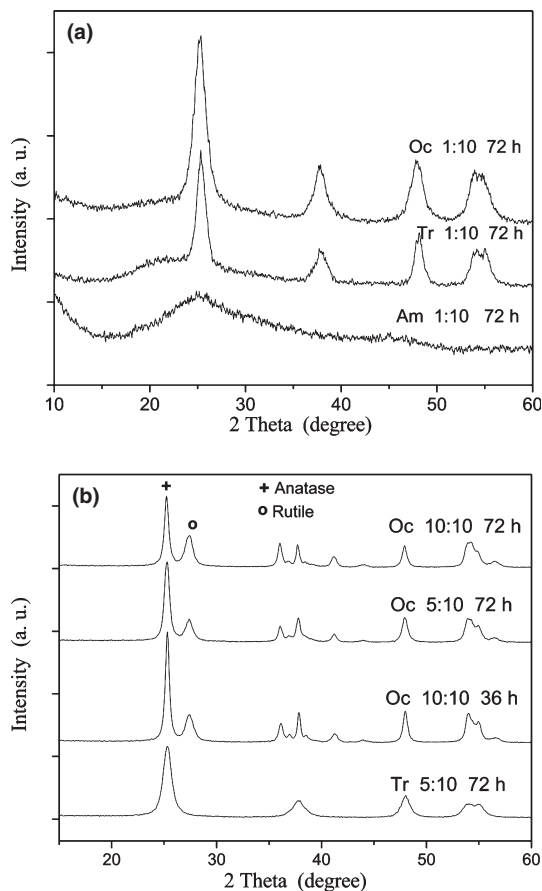 (a)
Intensity (a. u.)
Oc 1:10 72 h
Tr 1:10 72 h
Am 1:10 72 h
10 20 30 40 50 60
2 Theta (degree)
(b)
+
+ Anatase
o
o Rutile
Intensity (a. u.)
Oc 10:10 72 h
Oc 5:10 72 h
Oc 10:10 36 h
Tr 5:10 72 h
20 30 40 50 60
2 Theta (degree)